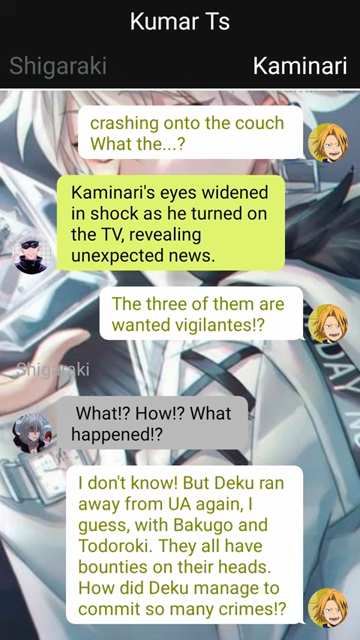 Kumar Ts
Shigaraki
Kaminari
crashing onto the couch
What the...?
Kaminari's eyes widened
in shock as he turned on
the TV, revealing
unexpected news.
The three of them are
wanted vigilantes!?
Shigaraki
What!? How!? What
happened!?
I don't know! But Deku ran
away from UA again, I
guess, with Bakugo and
Todoroki. They all have
bounties on their heads.
How did Deku manage to
commit so many crimes!?